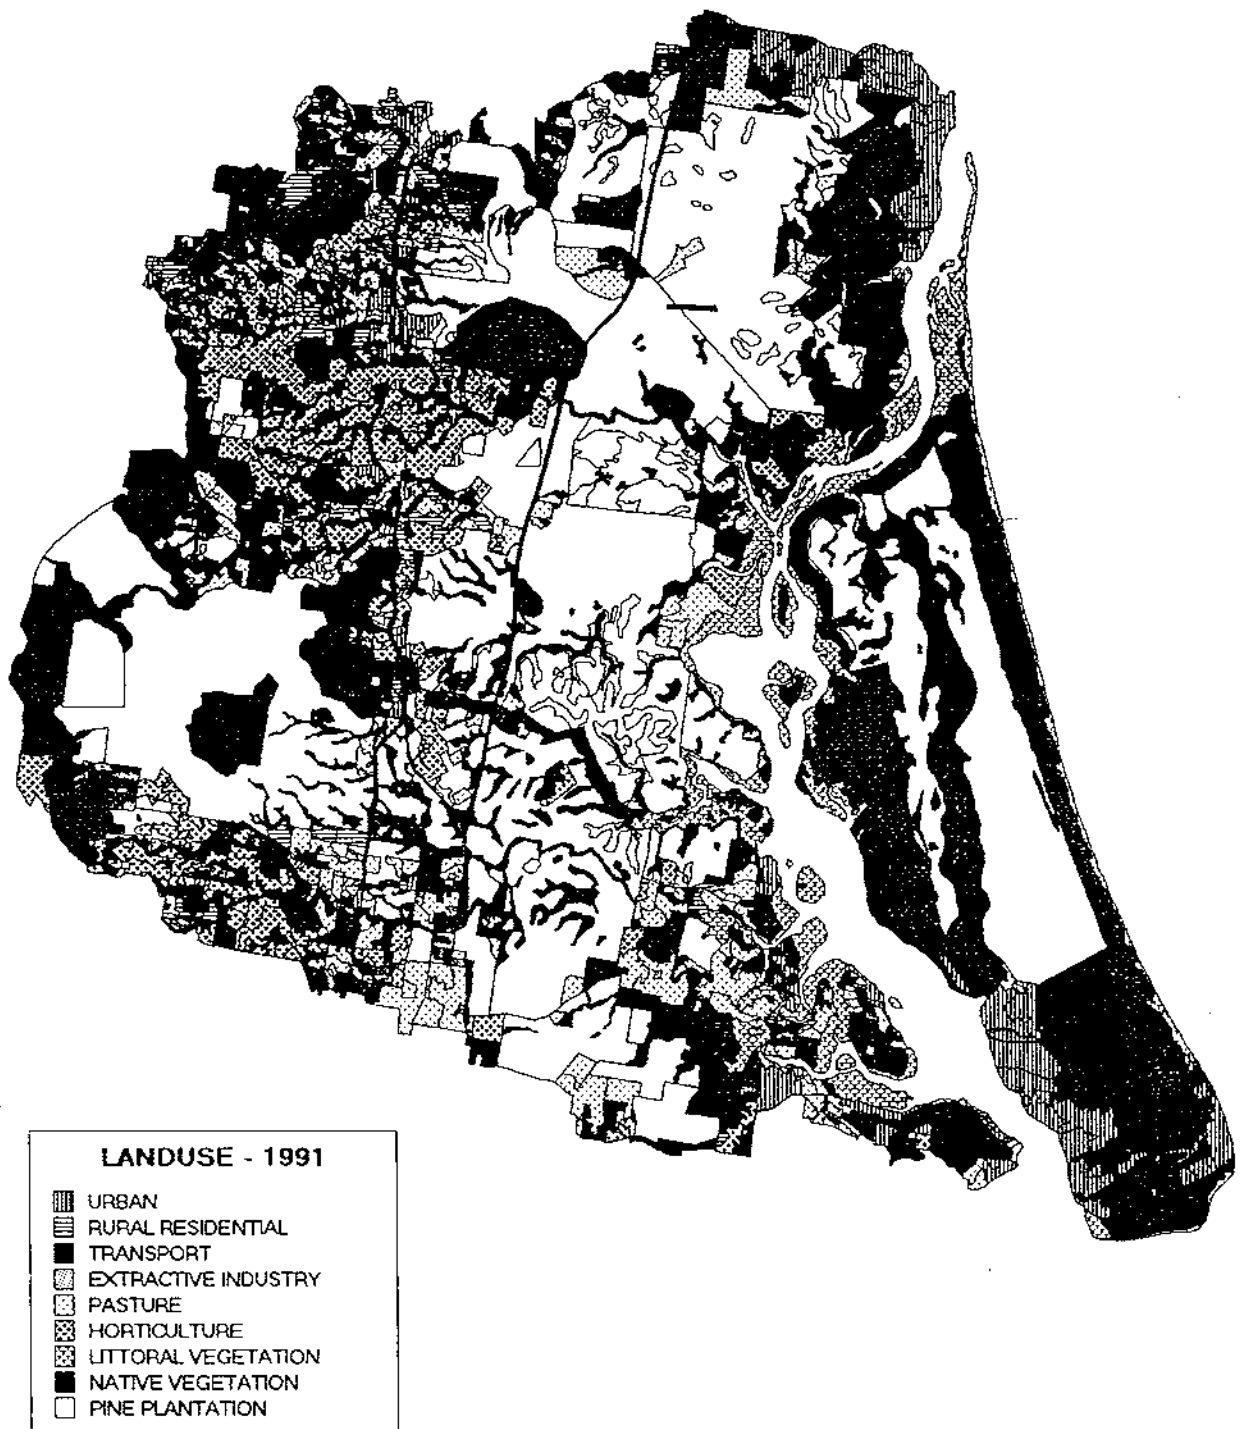 LANDUSE - 1991
URBAN
RURAL RESIDENTIAL
TRANSPORT
EXTRACTIVE INDUSTRY
PASTURE
HORTICULTURE
LITTORAL VEGETATION
NATIVE VEGETATION
PINE PLANTATION